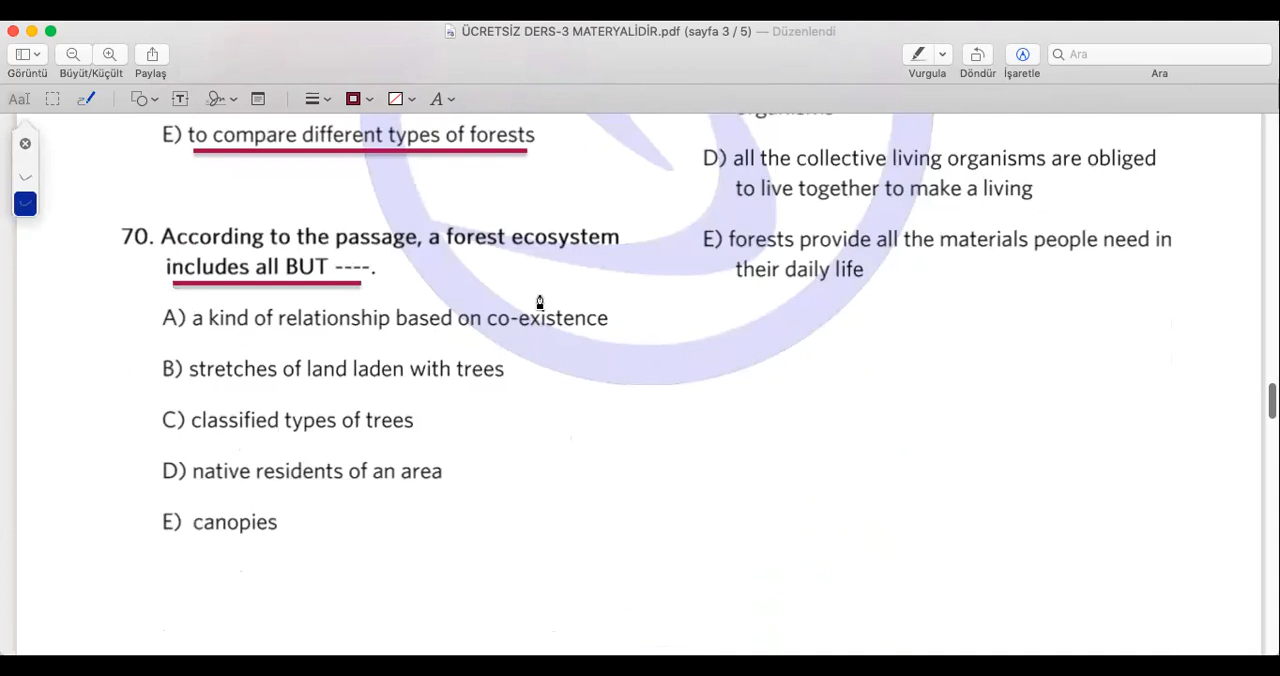 ÜCRETSİZ DERS-3 MATERYALİDİR.pdf (sayfa 3 / 5) — Düzenlendi
Görüntü
Büyüt/Küçült
Paylaş
Vurgula
Döndür
İşaretle
Ara
Ara
E) to compare different types of forests
70. According to the passage, a forest ecosystem
includes all BUT ----.
A) a kind of relationship based on co-existence
B) stretches of land laden with trees
C) classified types of trees
D) native residents of an area
E) canopies
organisms
D) all the collective living organisms are obliged
to live together to make a living
E) forests provide all the materials people need in
their daily life